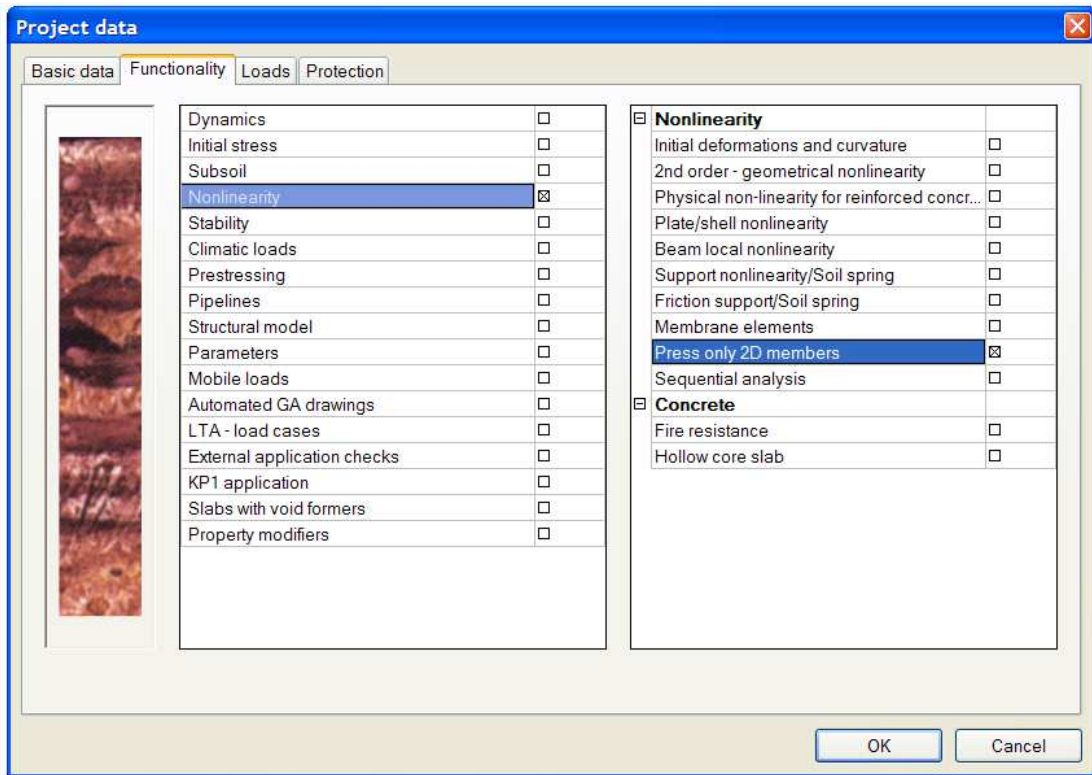 Project data
Basic data Functionality Loads Protection
Dynamics
Initial stress
Subsoil
Nonlinearity
Stability
Climatic loads
Prestressing
Pipelines
Structural model
Parameters
Mobile loads
Automated GA drawings
LTA - load cases
External application checks
KP1 application
Slabs with void formers
Property modifiers
Nonlinearity
Initial deformations and curvature
2nd order - geometrical nonlinearity
Physical non-linearity for reinforced concr...
Plate/shell nonlinearity
Beam local nonlinearity
Support nonlinearity/Soil spring
Friction support/Soil spring
Membrane elements
Press only 2D members
Sequential analysis
Concrete
Fire resistance
Hollow core slab
OK Cancel